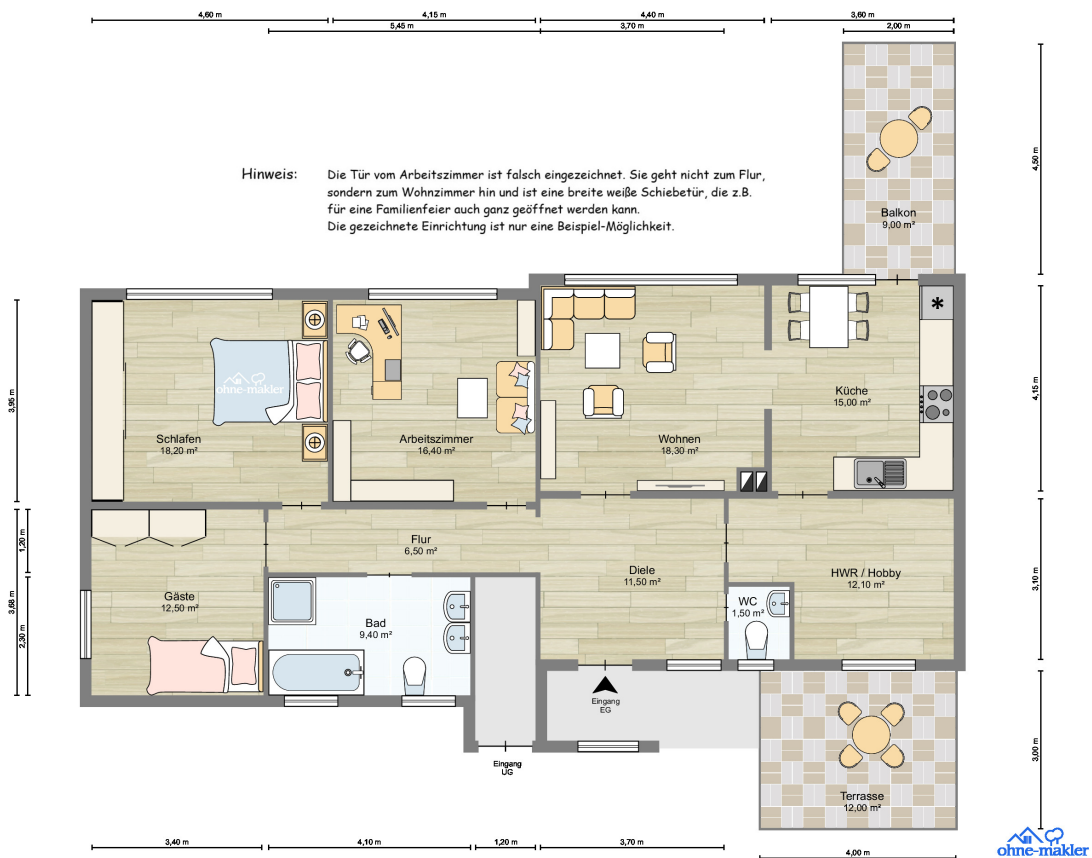 4,60 m
4,15 m
4,40 m
3,60 m
5,45 m
3,70 m
2,00 m
4,50 m
Hinweis:
Die Tür vom Arbeitszimmer ist falsch eingezeichnet. Sie geht nicht zum Flur,
sondern zum Wohnzimmer hin und ist eine breite weiße Schiebetür, die z.B.
für eine Familienfeier auch ganz geöffnet werden kann.
Die gezeichnete Einrichtung ist nur eine Beispiel-Möglichkeit.
Balkon
9,00 m²
3,95 m
4,15 m
ohne-makler
Schlafen
18,20 m²
Arbeitszimmer
16,40 m²
Wohnen
18,30 m²
Küche
15,00 m²
*
1,20 m
3,68 m
2,30 m
3,10 m
Flur
6,50 m²
Diele
11,50 m²
HWR / Hobby
12,10 m²
Gäste
12,50 m²
Bad
9,40 m²
WC
1,50 m²
Eingang
EG
Eingang
UG
3,00 m
Terrasse
12,00 m²
3,40 m
4,10 m
1,20 m
3,70 m
4,00 m
ohne-makler